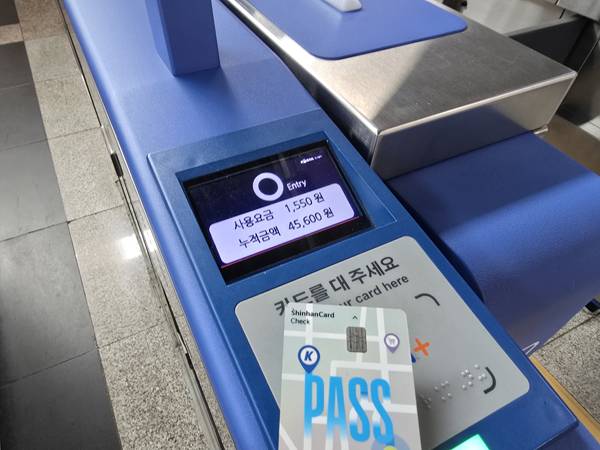 Entry
사용요금 1,550 원
누적금액 45,600 원
카드를 대 주세요
card here
ShinhanCard
Check
K
PASS